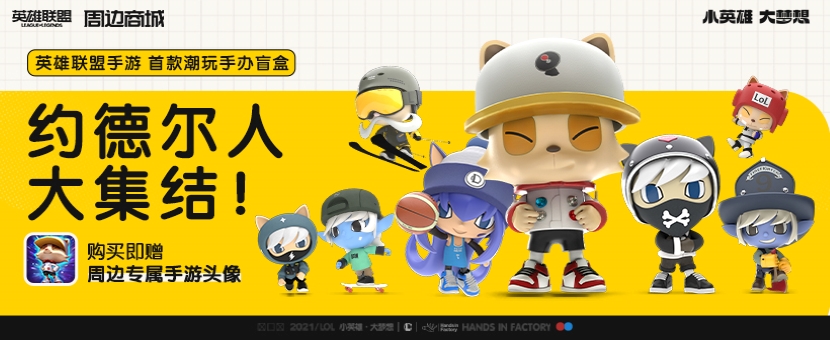 英雄联盟
LEAGUE OF LEGENDS
周边商城
小英雄 大梦想
英雄联盟手游 首款潮玩手办盲盒
约德尔人
大集结!
购买即赠
周边专属手游头像
LoL
2021/LOL 小英雄·大梦想
Hands In Factory
HANDS IN FACTORY